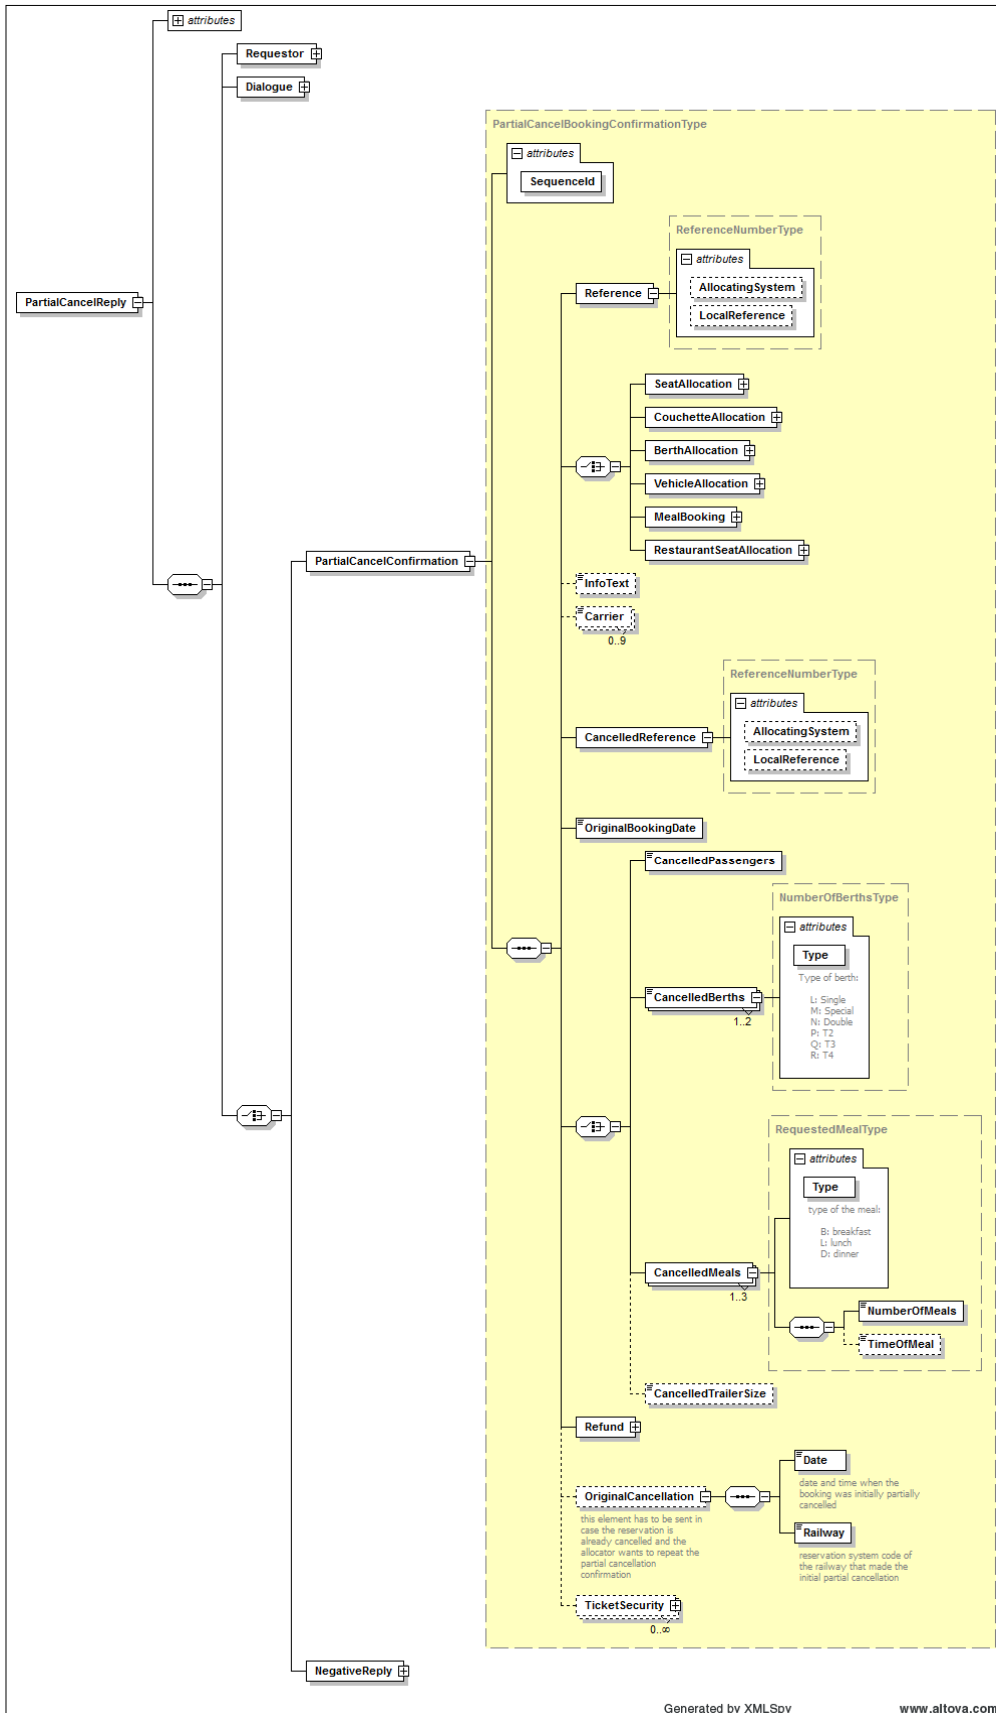 attributes
Requestor
Dialogue
PartialCancelBookingConfirmationType
attributes
SequenceId
ReferenceNumberType
attributes
AllocatingSystem
LocalReference
PartialCancelReply
Reference
SeatAllocation
CouchetteAllocation
BerthAllocation
VehicleAllocation
MealBooking
RestaurantSeatAllocation
PartialCancelConfirmation
InfoText
Carrier
0..9
ReferenceNumberType
attributes
AllocatingSystem
LocalReference
CancelledReference
OriginalBookingDate
CancelledPassengers
NumberOfBerthsType
attributes
Type
Type of berth:
L: Single
M: Special
N: Double
P: T2
Q: T3
R: T4
CancelledBerths
1..2
RequestedMealType
attributes
Type
type of the meal:
B: breakfast
L: lunch
D: dinner
CancelledMeals
1..3
NumberOfMeals
TimeOfMeal
CancelledTrailerSize
Refund
OriginalCancellation
this element has to be sent in
case the reservation is
already cancelled and the
allocator wants to repeat the
partial cancellation
confirmation
Date
date and time when the
booking was initially partially
cancelled
Railway
reservation system code of
the railway that made the
initial partial cancellation
TicketSecurity
0..∞
NegativeReply
Generated by XMLSpy
www.altova.com